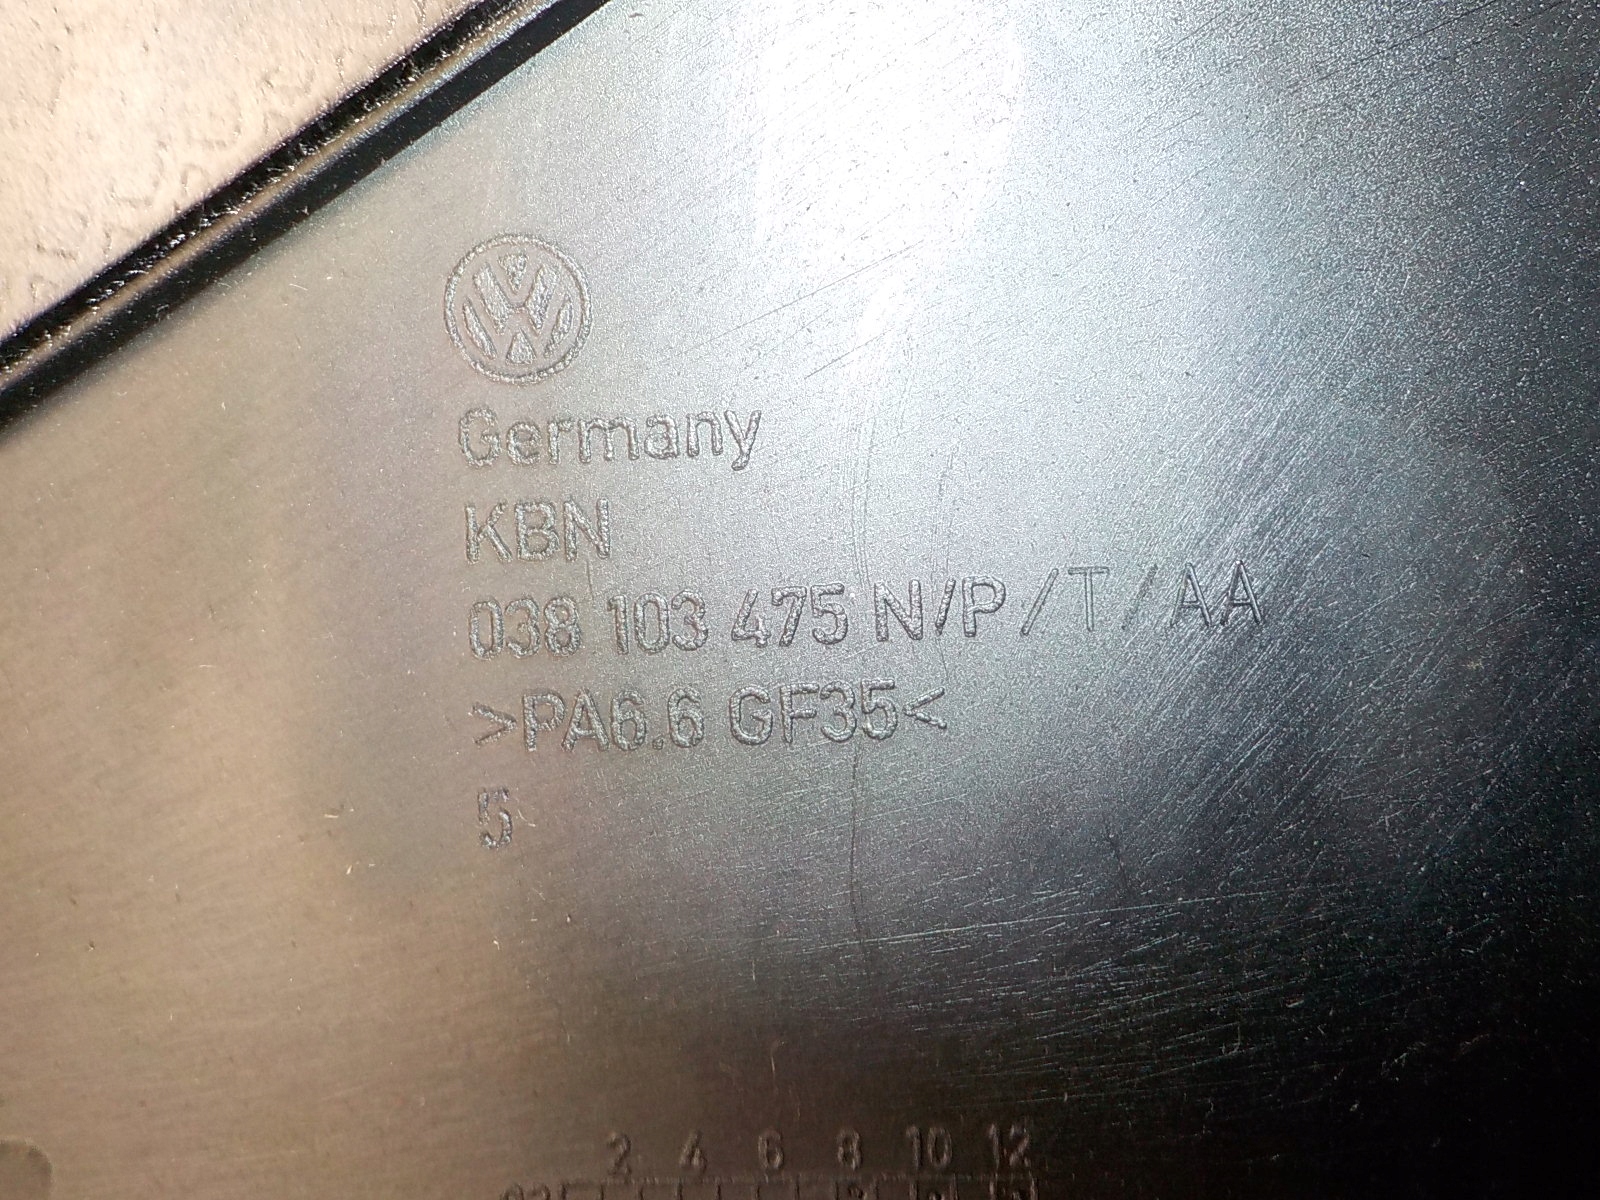 Germany
KBN
038 103 475 N/P/T/AA
>PA6.6 GF35<
5
2 4 6 8 10 12